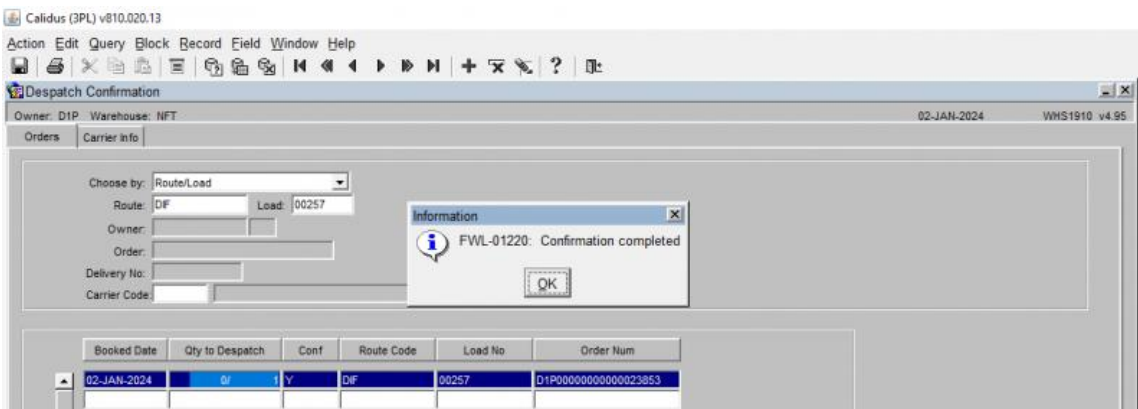 Calidus (3PL) v810.020.13
Action Edit Query Block Record Field Window Help
Despatch Confirmation
Owner: D1P Warehouse: NFT 02-JAN-2024 WHS1910 v4.95
Orders Carrier Info
Choose by: Route/Load
Route: DIF Load: 00257
Owner:
Order:
Delivery No:
Carrier Code:
Information
FWL-01220: Confirmation completed
OK
Booked Date Qty to Despatch Conf Route Code Load No Order Num
02-JAN-2024 0/ 1 Y DIF 00257 D1P00000000000023853